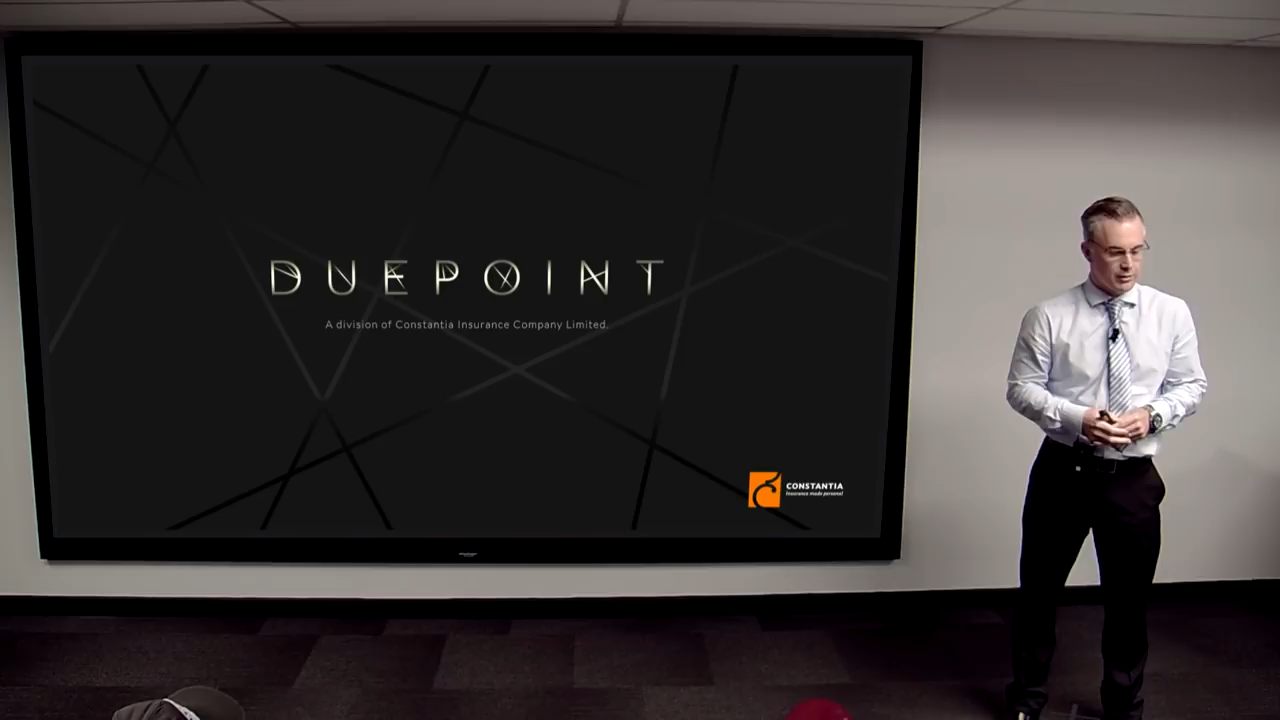 DUEPOINT
A division of Constantia Insurance Company Limited.
CONSTANTIA
Insurance made personal